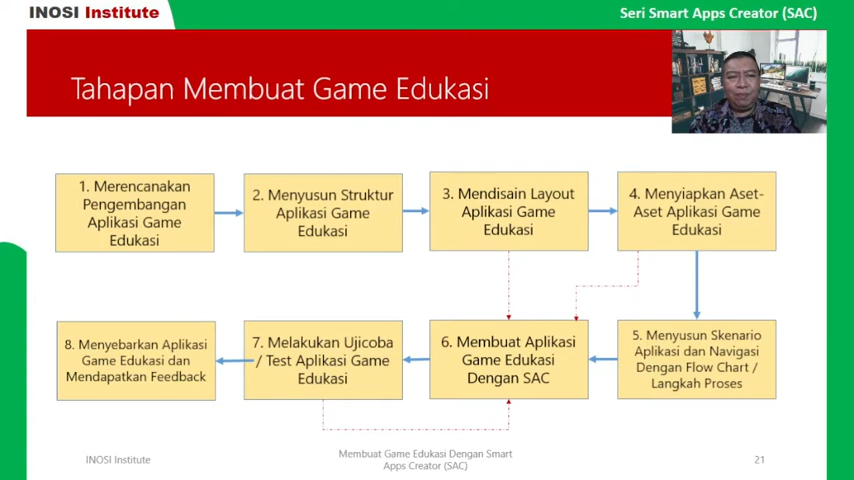 INOSI Institute
Seri Smart Apps Creator (SAC)
Tahapan Membuat Game Edukasi
1. Merencanakan
Pengembangan
Aplikasi Game
Edukasi
2. Menyusun Struktur
Aplikasi Game
Edukasi
3. Mendisain Layout
Aplikasi Game
Edukasi
4. Menyiapkan Aset-
Aset Aplikasi Game
Edukasi
5. Menyusun Skenario
Aplikasi dan Navigasi
Dengan Flow Chart /
Langkah Proses
6. Membuat Aplikasi
Game Edukasi
Dengan SAC
7. Melakukan Ujicoba
/ Test Aplikasi Game
Edukasi
8. Menyebarkan Aplikasi
Game Edukasi dan
Mendapatkan Feedback
INOSI Institute
Membuat Game Edukasi Dengan Smart
Apps Creator (SAC)
21